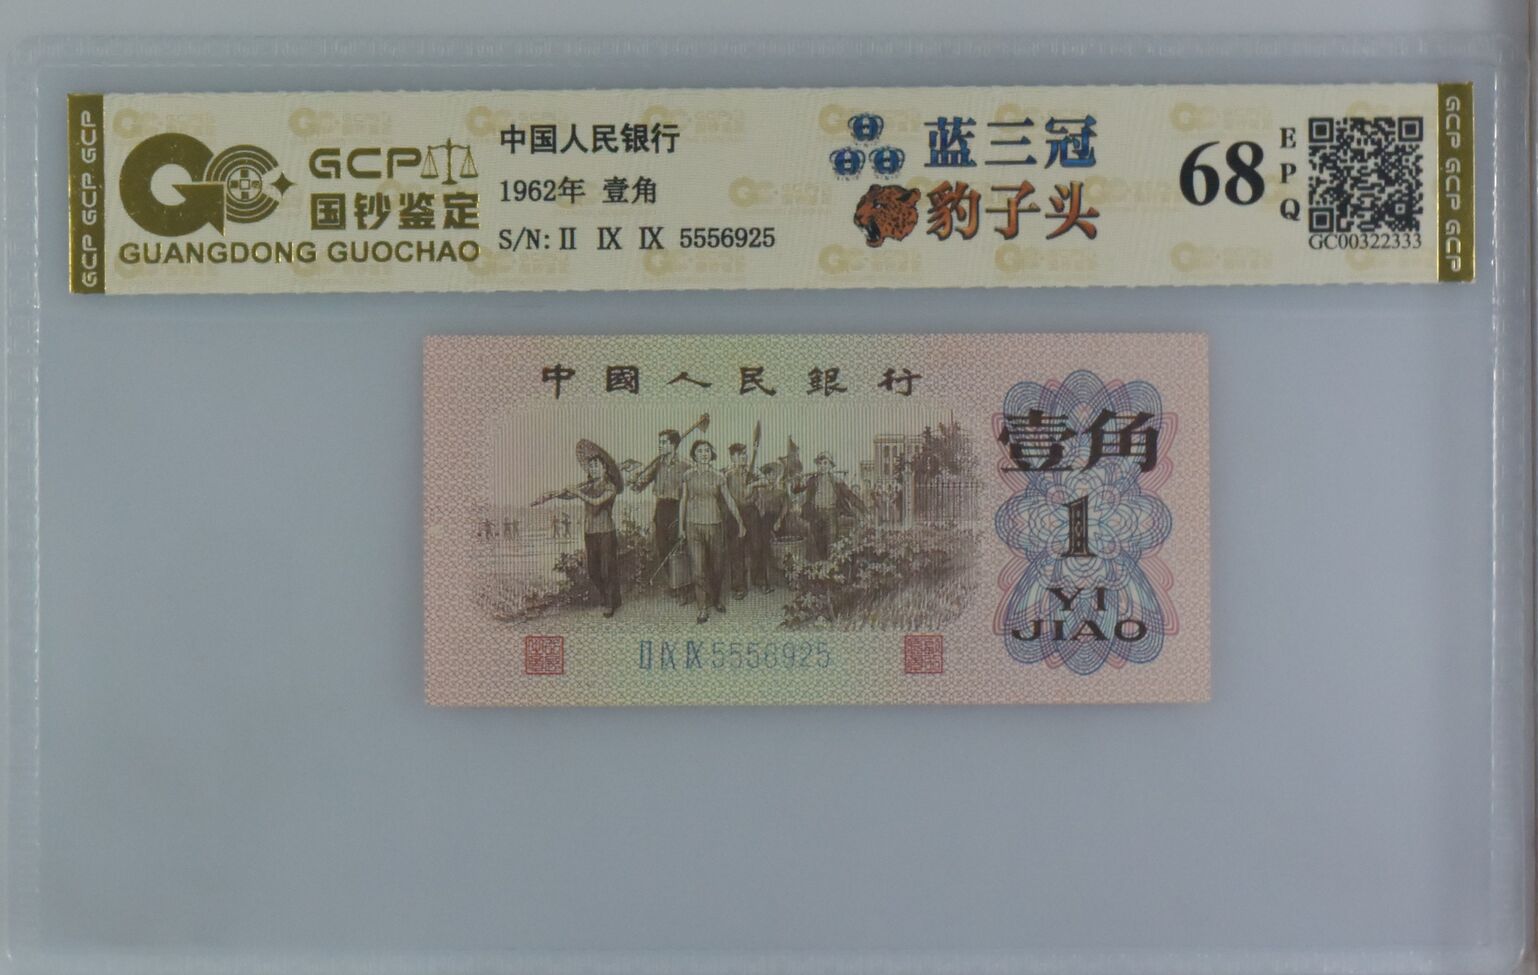 GCP GCP GCP
GCP
国钞鉴定
GUANGDONG GUOCHAO
中国人民银行
1962年 壹角
S/N: II IX IX 5556925
蓝三冠
豹子头
68
EPQ
GC00322333
GCP GCP GCP
中國人民銀行
壹角
1
YI
JIAO
II IX IX 5556925